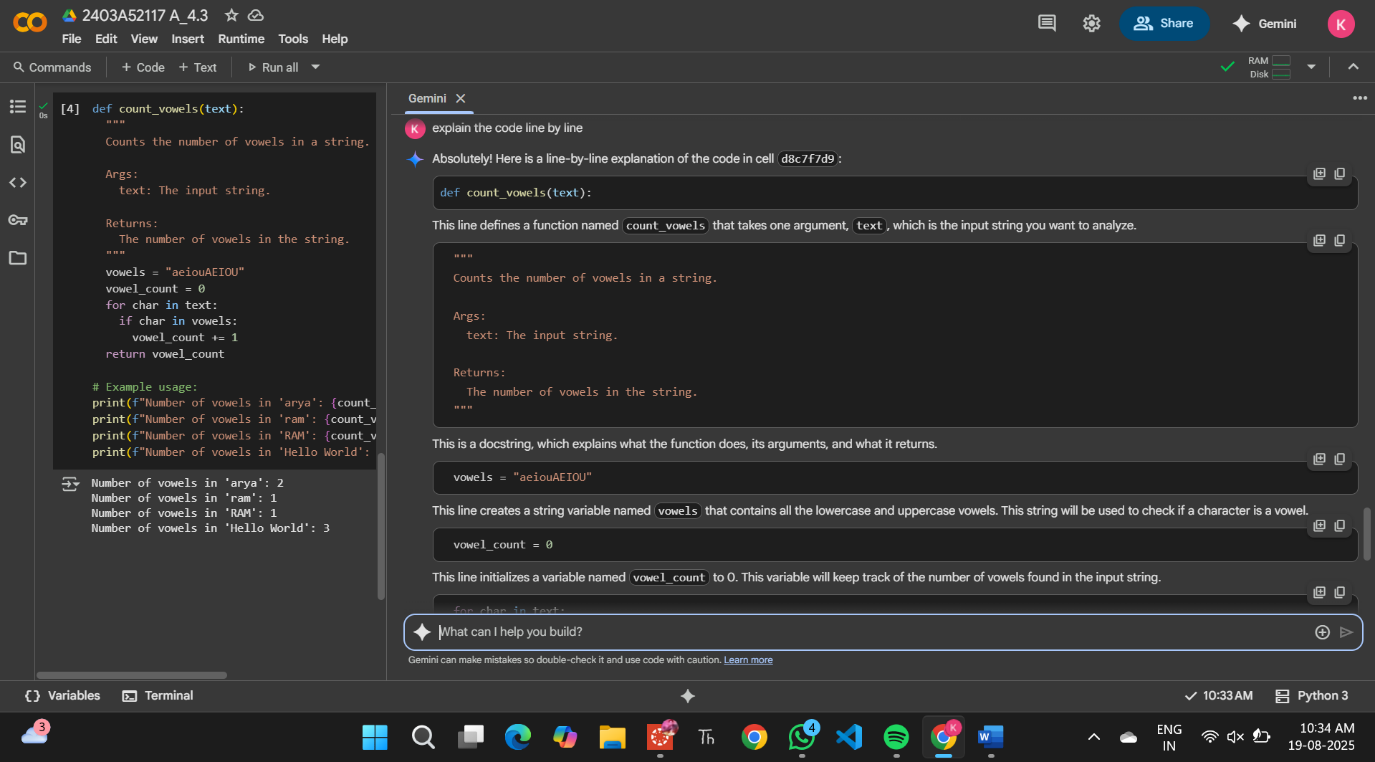 2403A52117 A_4.3
File Edit View Insert Runtime Tools Help
Share
Gemini
K
Commands + Code + Text Run all
RAM
Disk
[4] def count_vowels(text):
0s
"""
Counts the number of vowels in a string.
Args:
text: The input string.
Returns:
The number of vowels in the string.
"""
vowels = "aeiouAEIOU"
vowel_count = 0
for char in text:
if char in vowels:
vowel_count += 1
return vowel_count
# Example usage:
print(f"Number of vowels in 'arya': {count_
print(f"Number of vowels in 'ram': {count_v
print(f"Number of vowels in 'RAM': {count_v
print(f"Number of vowels in 'Hello World':
Number of vowels in 'arya': 2
Number of vowels in 'ram': 1
Number of vowels in 'RAM': 1
Number of vowels in 'Hello World': 3
Gemini
K explain the code line by line
Absolutely! Here is a line-by-line explanation of the code in cell d8c7f7d9:
def count_vowels(text):
This line defines a function named count_vowels that takes one argument, text, which is the input string you want to analyze.
"""
Counts the number of vowels in a string.
Args:
text: The input string.
Returns:
The number of vowels in the string.
"""
This is a docstring, which explains what the function does, its arguments, and what it returns.
vowels = "aeiouAEIOU"
This line creates a string variable named vowels that contains all the lowercase and uppercase vowels. This string will be used to check if a character is a vowel.
vowel_count = 0
This line initializes a variable named vowel_count to 0. This variable will keep track of the number of vowels found in the input string.
for char in text:
What can I help you build?
Gemini can make mistakes so double-check it and use code with caution. Learn more
Variables Terminal
10:33 AM Python 3
3
Th
4
K
W
ENG
IN
10:34 AM
19-08-2025